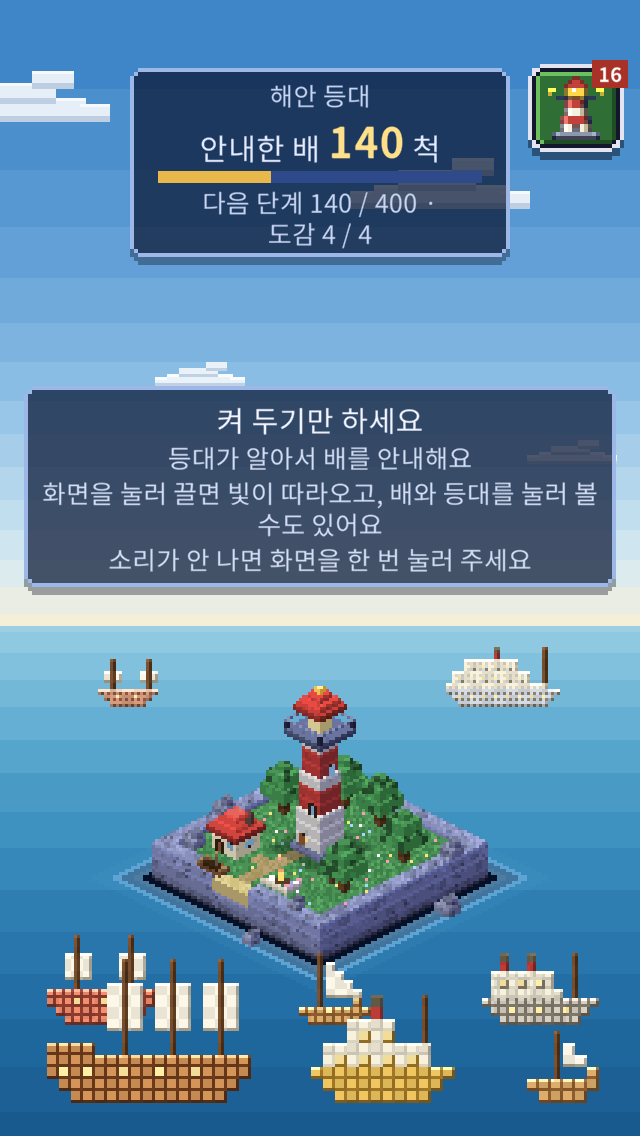 해안 등대
16
안내한 배 140 척
다음 단계 140 / 400 ·
도감 4 / 4
켜 두기만 하세요
등대가 알아서 배를 안내해요
화면을 눌러 끌면 빛이 따라오고, 배와 등대를 눌러 볼
수도 있어요
소리가 안 나면 화면을 한 번 눌러 주세요